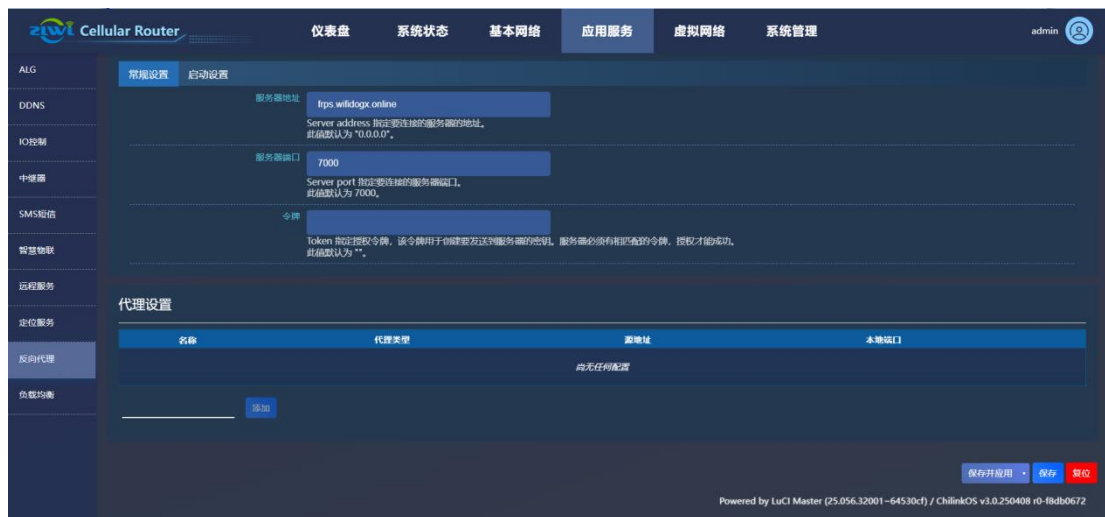 ziwi Cellular Router 仪表盘 系统状态 基本网络 应用服务 虚拟网络 系统管理 admin
ALG
DDNS
IO控制
中继器
SMS短信
智慧物联
远程服务
定位服务
反向代理
负载均衡
常规设置 启动设置
服务器地址 frps.wifidogx.online
Server address 指定要连接的服务器的地址。
此值默认为 "0.0.0.0"。
服务器端口 7000
Server port 指定要连接的服务器端口。
此值默认为 7000。
令牌
Token 指定授权令牌，该令牌用于创建要发送到服务器的密钥。服务器必须有相匹配的令牌，授权才能成功。
此值默认为 ""。
代理设置
名称 代理类型 源地址 本地端口
尚无任何配置
添加
保存并应用 保存 复位
Powered by LuCI Master (25.056.32001~64530cf) / ChilinkOS v3.0.250408 r0-f8db0672